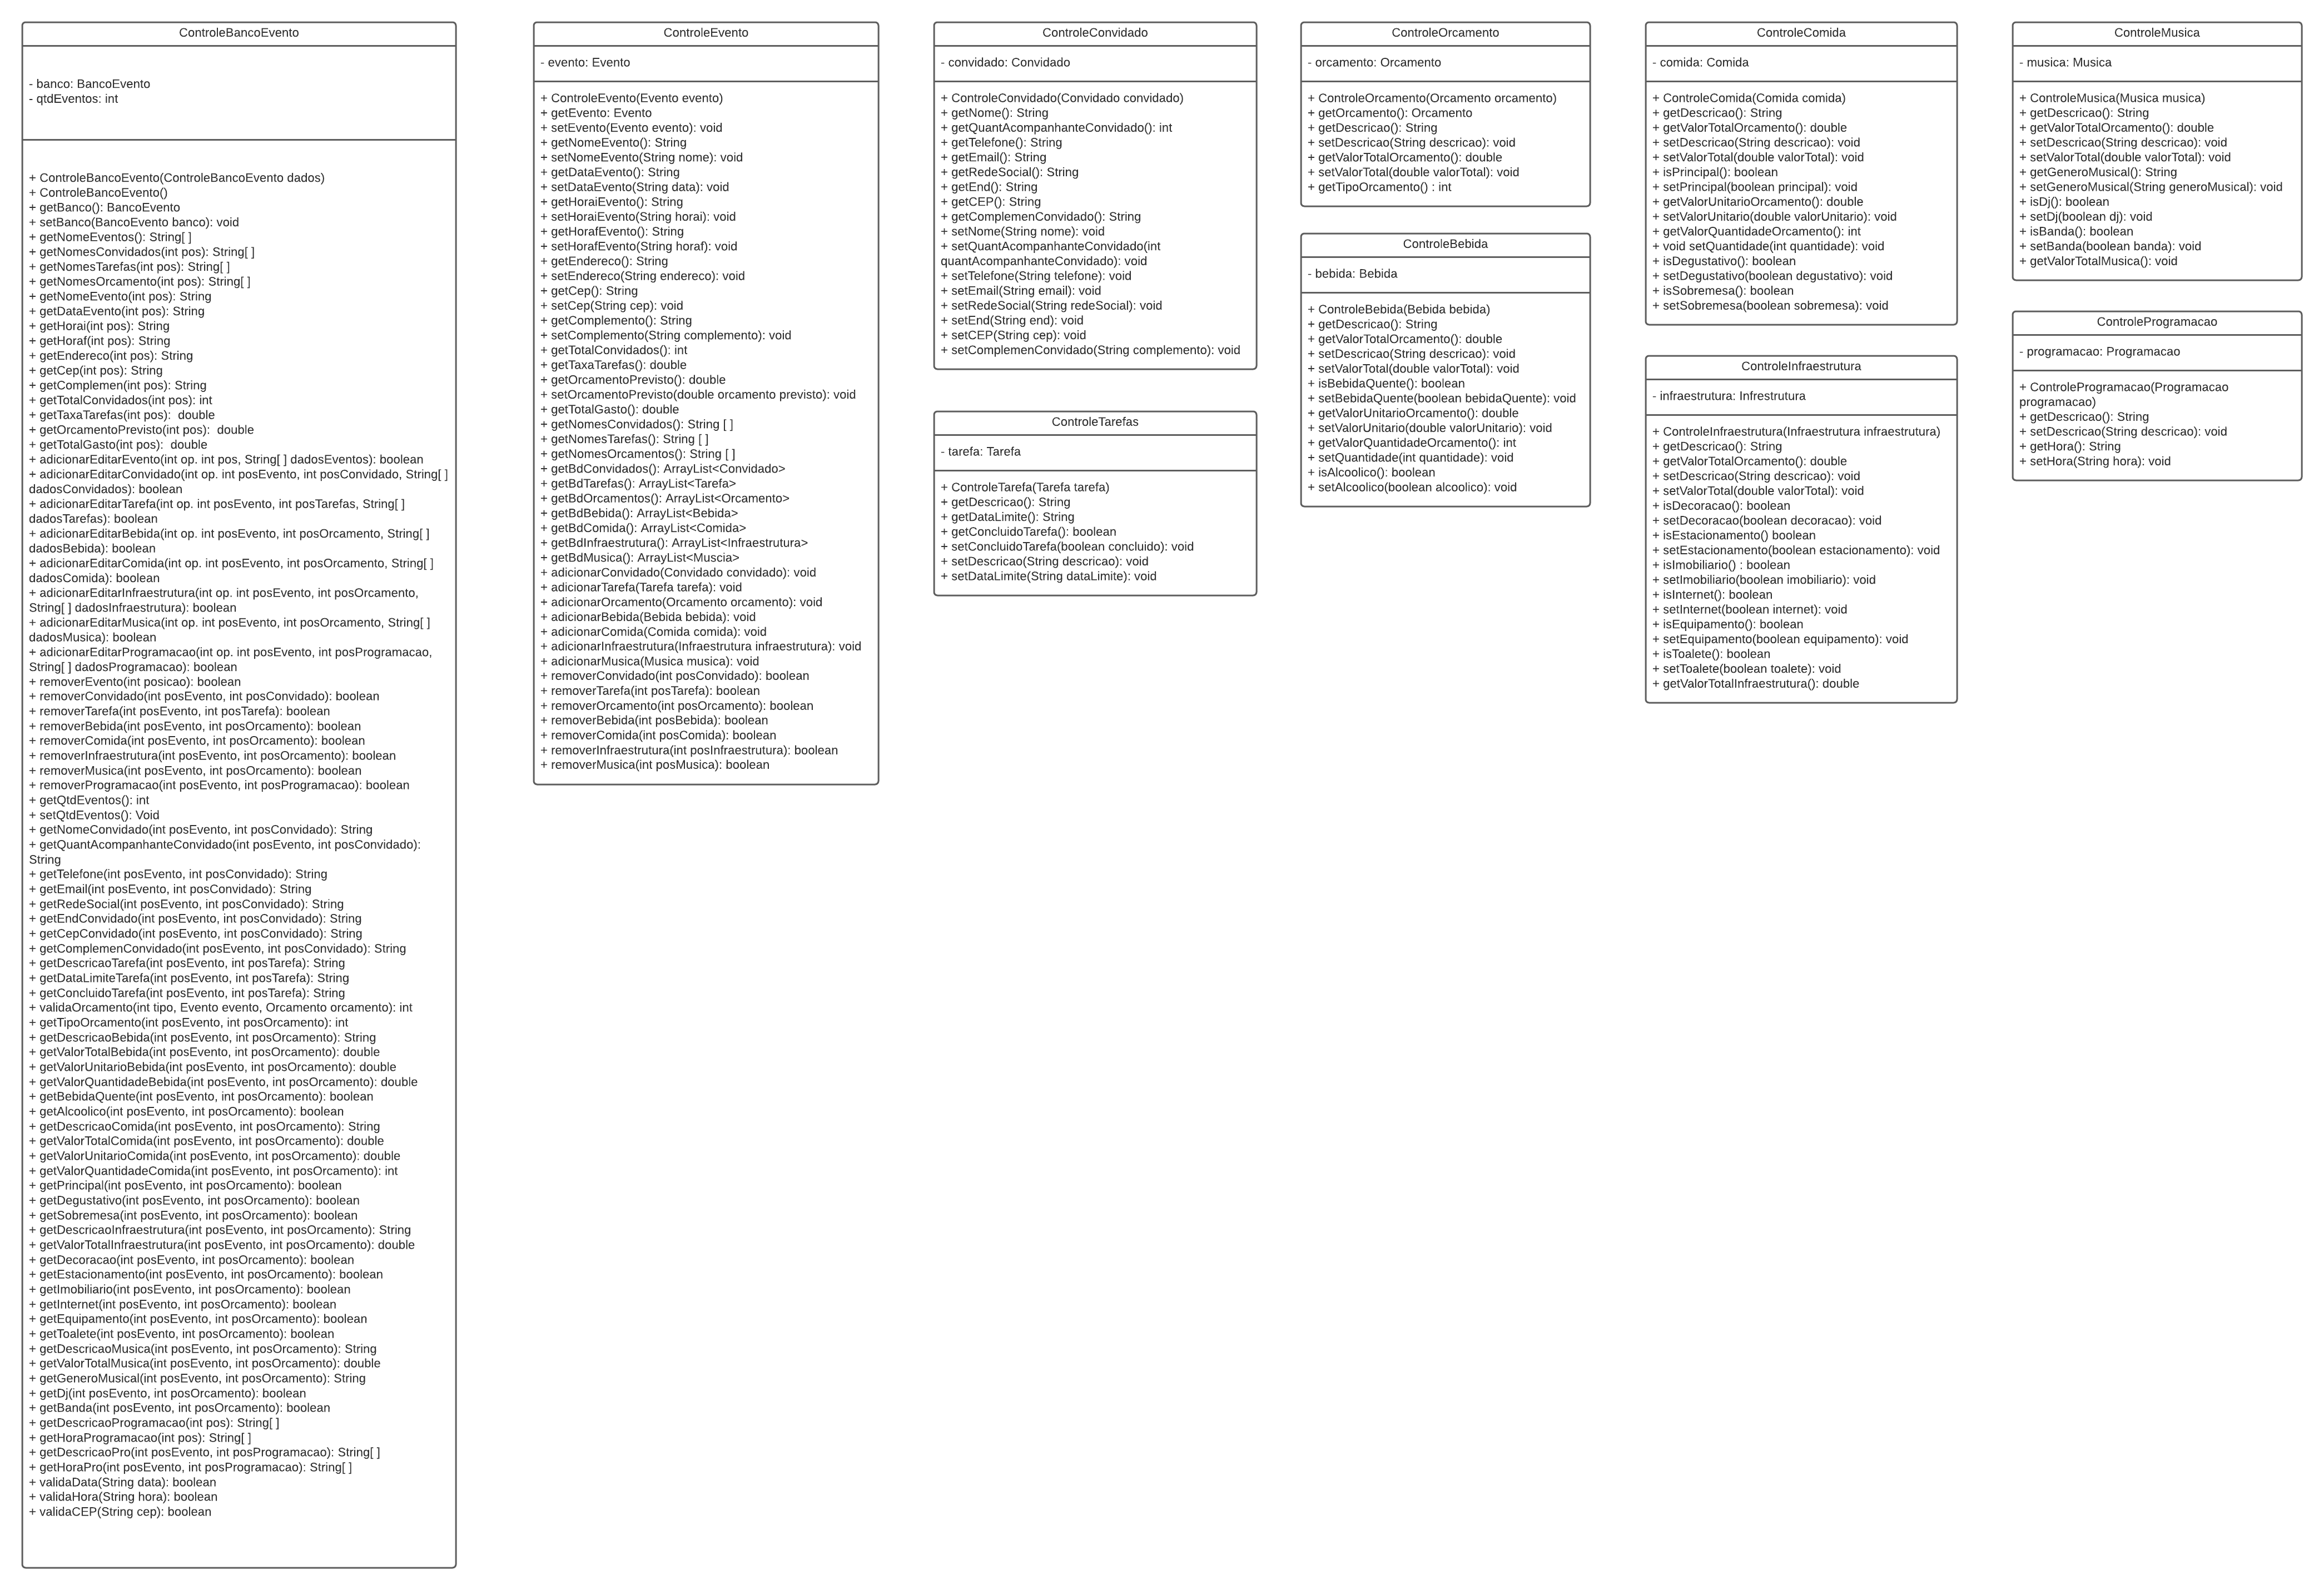 ControleBancoEvento
- banco: BancoEvento
- qtdEventos: int
+ ControleBancoEvento(ControleBancoEvento dados)
+ ControleBancoEvento()
+ getBanco(): BancoEvento
+ setBanco(BancoEvento banco): void
+ getNomeEventos(): String[ ]
+ getNomesConvidados(int pos): String[ ]
+ getNomesTarefas(int pos): String[ ]
+ getNomesOrcamento(int pos): String[ ]
+ getNomeEvento(int pos): String
+ getDataEvento(int pos): String
+ getHorai(int pos): String
+ getHoraf(int pos): String
+ getEndereco(int pos): String
+ getCep(int pos): String
+ getComplemen(int pos): String
+ getTotalConvidados(int pos): int
+ getTaxaTarefas(int pos):  double
+ getOrcamentoPrevisto(int pos):  double
+ getTotalGasto(int pos):  double
+ adicionarEditarEvento(int op. int pos, String[ ] dadosEventos): boolean
+ adicionarEditarConvidado(int op. int posEvento, int posConvidado, String[ ]
dadosConvidados): boolean
+ adicionarEditarTarefa(int op. int posEvento, int posTarefas, String[ ]
dadosTarefas): boolean
+ adicionarEditarBebida(int op. int posEvento, int posOrcamento, String[ ]
dadosBebida): boolean
+ adicionarEditarComida(int op. int posEvento, int posOrcamento, String[ ]
dadosComida): boolean
+ adicionarEditarInfraestrutura(int op. int posEvento, int posOrcamento,
String[ ] dadosInfraestrutura): boolean
+ adicionarEditarMusica(int op. int posEvento, int posOrcamento, String[ ]
dadosMusica): boolean
+ adicionarEditarProgramacao(int op. int posEvento, int posProgramacao,
String[ ] dadosProgramacao): boolean
+ removerEvento(int posicao): boolean
+ removerConvidado(int posEvento, int posConvidado): boolean
+ removerTarefa(int posEvento, int posTarefa): boolean
+ removerBebida(int posEvento, int posOrcamento): boolean
+ removerComida(int posEvento, int posOrcamento): boolean
+ removerInfraestrutura(int posEvento, int posOrcamento): boolean
+ removerMusica(int posEvento, int posOrcamento): boolean
+ removerProgramacao(int posEvento, int posProgramacao): boolean
+ getQtdEventos(): int
+ setQtdEventos(): Void
+ getNomeConvidado(int posEvento, int posConvidado): String
+ getQuantAcompanhanteConvidado(int posEvento, int posConvidado):
String
+ getTelefone(int posEvento, int posConvidado): String
+ getEmail(int posEvento, int posConvidado): String
+ getRedeSocial(int posEvento, int posConvidado): String
+ getEndConvidado(int posEvento, int posConvidado): String
+ getCepConvidado(int posEvento, int posConvidado): String
+ getComplemenConvidado(int posEvento, int posConvidado): String
+ getDescricaoTarefa(int posEvento, int posTarefa): String
+ getDataLimiteTarefa(int posEvento, int posTarefa): String
+ getConcluidoTarefa(int posEvento, int posTarefa): String
+ validaOrcamento(int tipo, Evento evento, Orcamento orcamento): int
+ getTipoOrcamento(int posEvento, int posOrcamento): int
+ getDescricaoBebida(int posEvento, int posOrcamento): String
+ getValorTotalBebida(int posEvento, int posOrcamento): double
+ getValorUnitarioBebida(int posEvento, int posOrcamento): double
+ getValorQuantidadeBebida(int posEvento, int posOrcamento): double
+ getBebidaQuente(int posEvento, int posOrcamento): boolean
+ getAlcoolico(int posEvento, int posOrcamento): boolean
+ getDescricaoComida(int posEvento, int posOrcamento): String
+ getValorTotalComida(int posEvento, int posOrcamento): double
+ getValorUnitarioComida(int posEvento, int posOrcamento): double
+ getValorQuantidadeComida(int posEvento, int posOrcamento): int
+ getPrincipal(int posEvento, int posOrcamento): boolean
+ getDegustativo(int posEvento, int posOrcamento): boolean
+ getSobremesa(int posEvento, int posOrcamento): boolean
+ getDescricaoInfraestrutura(int posEvento, int posOrcamento): String
+ getValorTotalInfraestrutura(int posEvento, int posOrcamento): double
+ getDecoracao(int posEvento, int posOrcamento): boolean
+ getEstacionamento(int posEvento, int posOrcamento): boolean
+ getImobiliario(int posEvento, int posOrcamento): boolean
+ getInternet(int posEvento, int posOrcamento): boolean
+ getEquipamento(int posEvento, int posOrcamento): boolean
+ getToalete(int posEvento, int posOrcamento): boolean
+ getDescricaoMusica(int posEvento, int posOrcamento): String
+ getValorTotalMusica(int posEvento, int posOrcamento): double
+ getGeneroMusical(int posEvento, int posOrcamento): String
+ getDj(int posEvento, int posOrcamento): boolean
+ getBanda(int posEvento, int posOrcamento): boolean
+ getDescricaoProgramacao(int pos): String[ ]
+ getHoraProgramacao(int pos): String[ ]
+ getDescricaoPro(int posEvento, int posProgramacao): String[ ]
+ getHoraPro(int posEvento, int posProgramacao): String[ ]
+ validaData(String data): boolean
+ validaHora(String hora): boolean
+ validaCEP(String cep): boolean
ControleEvento
- evento: Evento
+ ControleEvento(Evento evento)
+ getEvento: Evento
+ setEvento(Evento evento): void
+ getNomeEvento(): String
+ setNomeEvento(String nome): void
+ getDataEvento(): String
+ setDataEvento(String data): void
+ getHoraiEvento(): String
+ setHoraiEvento(String horai): void
+ getHorafEvento(): String
+ setHorafEvento(String horaf): void
+ getEndereco(): String
+ setEndereco(String endereco): void
+ getCep(): String
+ setCep(String cep): void
+ getComplemento(): String
+ setComplemento(String complemento): void
+ getTotalConvidados(): int
+ getTaxaTarefas(): double
+ getOrcamentoPrevisto(): double
+ setOrcamentoPrevisto(double orcamento previsto): void
+ getTotalGasto(): double
+ getNomesConvidados(): String [ ]
+ getNomesTarefas(): String [ ]
+ getNomesOrcamentos(): String [ ]
+ getBdConvidados(): ArrayList<Convidado>
+ getBdTarefas(): ArrayList<Tarefa>
+ getBdOrcamentos(): ArrayList<Orcamento>
+ getBdBebida(): ArrayList<Bebida>
+ getBdComida(): ArrayList<Comida>
+ getBdInfraestrutura(): ArrayList<Infraestrutura>
+ getBdMusica(): ArrayList<Muscia>
+ adicionarConvidado(Convidado convidado): void
+ adicionarTarefa(Tarefa tarefa): void
+ adicionarOrcamento(Orcamento orcamento): void
+ adicionarBebida(Bebida bebida): void
+ adicionarComida(Comida comida): void
+ adicionarInfraestrutura(Infraestrutura infraestrutura): void
+ adicionarMusica(Musica musica): void
+ removerConvidado(int posConvidado): boolean
+ removerTarefa(int posTarefa): boolean
+ removerOrcamento(int posOrcamento): boolean
+ removerBebida(int posBebida): boolean
+ removerComida(int posComida): boolean
+ removerInfraestrutura(int posInfraestrutura): boolean
+ removerMusica(int posMusica): boolean
ControleConvidado
- convidado: Convidado
+ ControleConvidado(Convidado convidado)
+ getNome(): String
+ getQuantAcompanhanteConvidado(): int
+ getTelefone(): String
+ getEmail(): String
+ getRedeSocial(): String
+ getEnd(): String
+ getCEP(): String
+ getComplemenConvidado(): String
+ setNome(String nome): void
+ setQuantAcompanhanteConvidado(int
quantAcompanheteConvidado): void
+ setTelefone(String telefone): void
+ setEmail(String email): void
+ setRedeSocial(String redeSocial): void
+ setEnd(String end): void
+ setCEP(String cep): void
+ setComplemenConvidado(String complemento): void
ControleTarefas
- tarefa: Tarefa
+ ControleTarefa(Tarefa tarefa)
+ getDescricao(): String
+ getDataLimite(): String
+ getConcluidoTarefa(): boolean
+ setConcluidoTarefa(boolean concluido): void
+ setDescricao(String descricao): void
+ setDataLimite(String dataLimite): void
ControleOrcamento
- orcamento: Orcamento
+ ControleOrcamento(Orcamento orcamento)
+ getOrcamento(): Orcamento
+ getDescricao(): String
+ setDescricao(String descricao): void
+ getValorTotalOrcamento(): double
+ setValorTotal(double valorTotal): void
+ getTipoOrcamento() : int
ControleBebida
- bebida: Bebida
+ ControleBebida(Bebida bebida)
+ getDescricao(): String
+ getValorTotalOrcamento(): double
+ setDescricao(String descricao): void
+ setValorTotal(double valorTotal): void
+ isBebidaQuente(): boolean
+ setBebidaQuente(boolean bebidaQuente): void
+ getValorUnitarioOrcamento(): double
+ setValorUnitario(double valorUnitario): void
+ getValorQuantidadeOrcamento(): int
+ setQuantidade(int quantidade): void
+ isAlcoolico(): boolean
+ setAlcoolico(boolean alcoolico): void
ControleComida
- comida: Comida
+ ControleComida(Comida comida)
+ getDescricao(): String
+ getValorTotalOrcamento(): double
+ setDescricao(String descricao): void
+ setValorTotal(double valorTotal): void
+ isPrincipal(): boolean
+ setPrincipal(boolean principal): void
+ getValorUnitarioOrcamento(): double
+ setValorUnitario(double valorUnitario): void
+ getValorQuantidadeOrcamento(): int
+ void setQuantidade(int quantidade): void
+ isDegustativo(): boolean
+ setDegustativo(boolean degustativo): void
+ isSobremesa(): boolean
+ setSobremesa(boolean sobremesa): void
ControleInfraestrutura
- infraestrutura: Infrestrutura
+ ControleInfraestrutura(Infraestrutura infraestrutura)
+ getDescricao(): String
+ getValorTotalOrcamento(): double
+ setDescricao(String descricao): void
+ setValorTotal(double valorTotal): void
+ isDecoracao(): boolean
+ setDecoracao(boolean decoracao): void
+ isEstacionamento() boolean
+ setEstacionamento(boolean estacionamento): void
+ isImobiliario() : boolean
+ setImobiliario(boolean imobiliario): void
+ isInternet(): boolean
+ setInternet(boolean internet): void
+ isEquipamento(): boolean
+ setEquipamento(boolean equipamento): void
+ isToalete(): boolean
+ setToalete(boolean toalete): void
+ getValorTotalInfraestrutura(): double
ControleMusica
- musica: Musica
+ ControleMusica(Musica musica)
+ getDescricao(): String
+ getValorTotalOrcamento(): double
+ setDescricao(String descricao): void
+ setValorTotal(double valorTotal): void
+ getGeneroMusical(): String
+ setGeneroMusical(String generoMusical): void
+ isDj(): boolean
+ setDj(boolean dj): void
+ isBanda(): boolean
+ setBanda(boolean banda): void
+ getValorTotalMusica(): void
ControleProgramacao
- programacao: Programacao
+ ControleProgramacao(Programacao
programacao)
+ getDescricao(): String
+ setDescricao(String descricao): void
+ getHora(): String
+ setHora(String hora): void